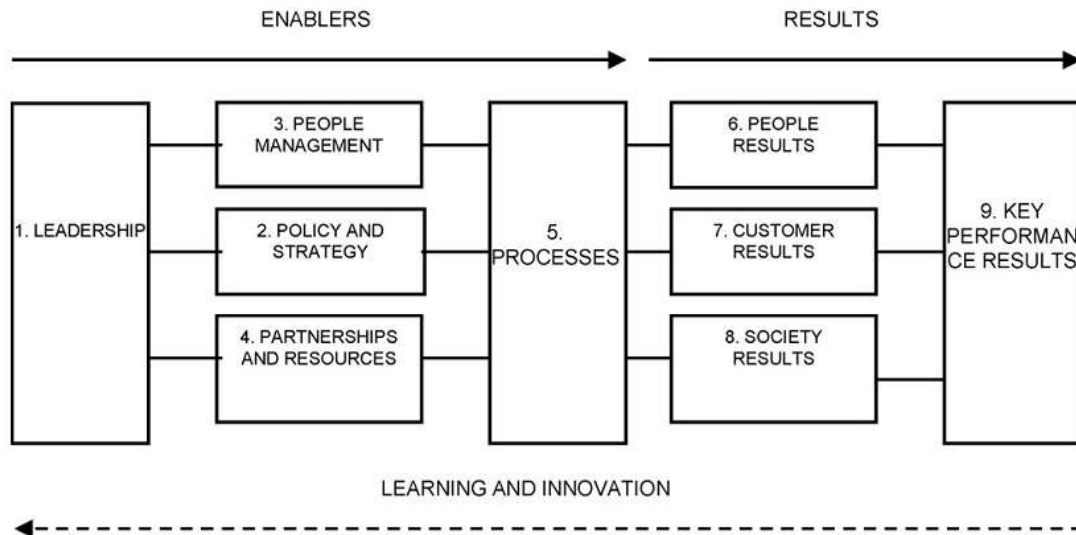 ENABLERS
RESULTS
1. LEADERSHIP
3. PEOPLE
MANAGEMENT
2. POLICY AND
STRATEGY
4. PARTNERSHIPS
AND RESOURCES
5.
PROCESSES
6. PEOPLE
RESULTS
7. CUSTOMER
RESULTS
8. SOCIETY
RESULTS
9. KEY
PERFORMAN
CE RESULTS
LEARNING AND INNOVATION